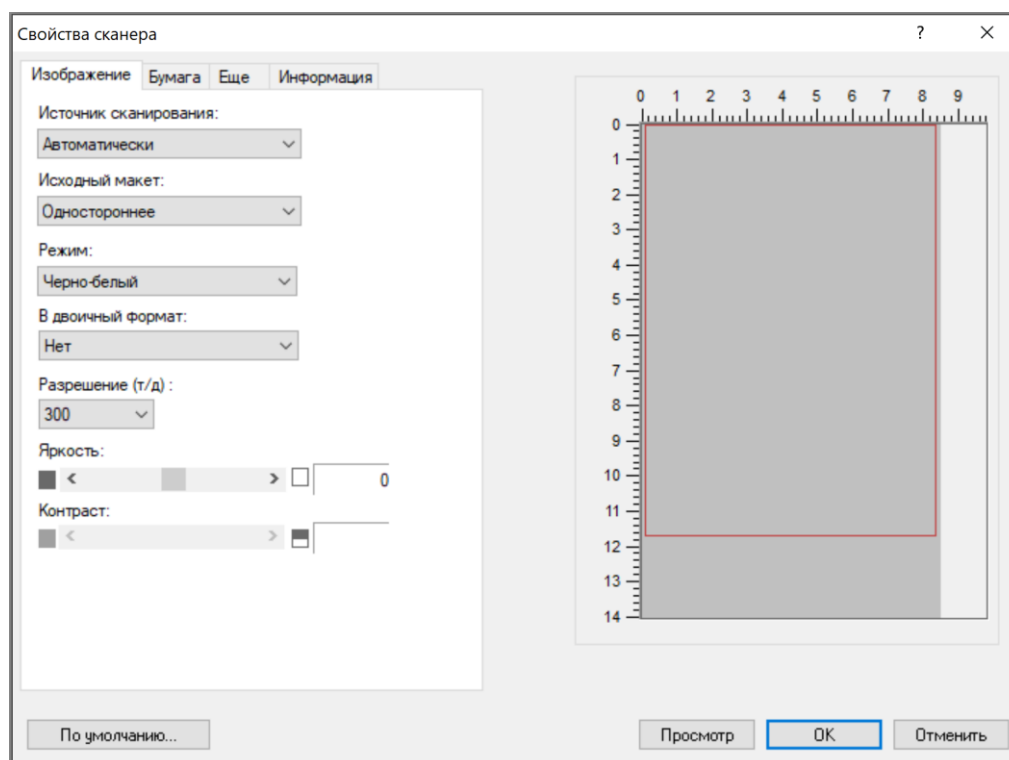 Свойства сканера ? ×
Изображение Бумага Еще Информация
Источник сканирования:
Автоматически
Исходный макет:
Одностороннее
Режим:
Черно-белый
В двоичный формат:
Нет
Разрешение (т/д) :
300
Яркость:
0
Контраст:
0 1 2 3 4 5 6 7 8 9
0
1
2
3
4
5
6
7
8
9
10
11
12
13
14
По умолчанию... Просмотр OK Отменить